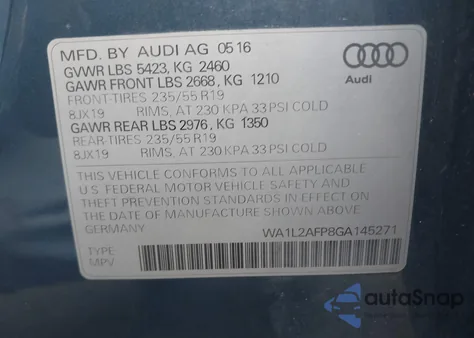 MFD. BY AUDI AG 05 16
GVWR LBS 5423, KG 2460
GAWR FRONT LBS 2668, KG 1210
FRONT-TIRES 235/55 R19
8JX19 RIMS, AT 230 KPA 33 PSI COLD
GAWR REAR LBS 2976, KG 1350
REAR-TIRES 235/55 R19
8JX19 RIMS, AT 230 KPA 33 PSI COLD
Audi
THIS VEHICLE CONFORMS TO ALL APPLICABLE
U.S. FEDERAL MOTOR VEHICLE SAFETY AND
THEFT PREVENTION STANDARDS IN EFFECT ON
THE DATE OF MANUFACTURE SHOWN ABOVE.
GERMANY WA1L2AFP8GA145271
TYPE
MPV
autoSnap